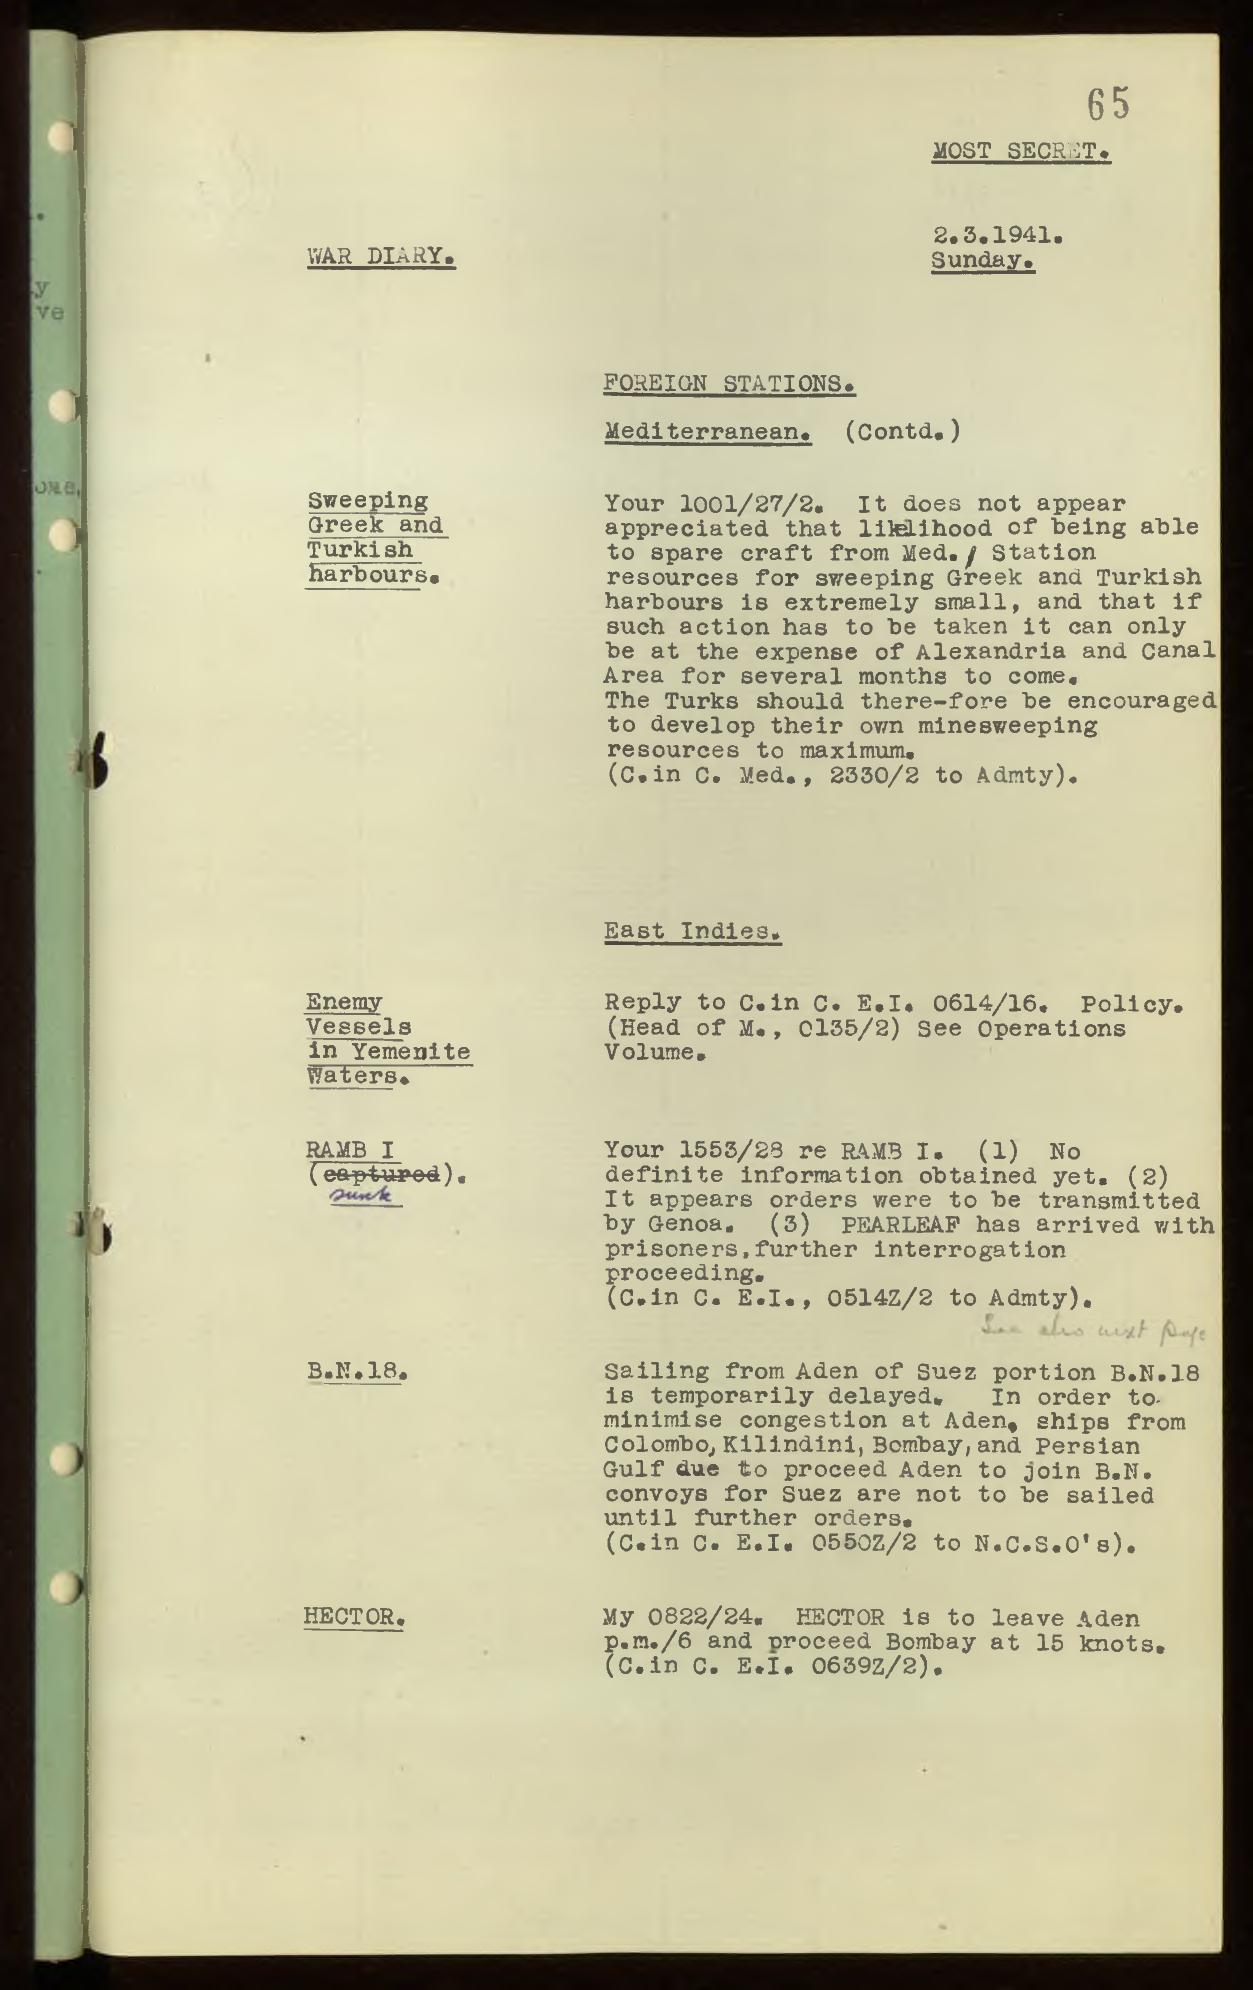 65
MOST SECRET.
WAR DIARY.
2.3.1941.
Sunday.
FOREIGN STATIONS.
Mediterranean. (Contd.)
Sweeping
Greek and
Turkish
harbours.
Your 1001/27/2. It does not appear
appreciated that liklihood of being able
to spare craft from Med./ Station
resources for sweeping Greek and Turkish
harbours is extremely small, and that if
such action has to be taken it can only
be at the expense of Alexandria and Canal
Area for several months to come.
The Turks should there-fore be encouraged
to develop their own minesweeping
resources to maximum.
(C.in C. Med., 2330/2 to Admty).
East Indies.
Enemy
Vessels
in Yemenite
Waters.
Reply to C.in C. E.I. 0614/16. Policy.
(Head of M., 0135/2) See Operations
Volume.
RAMB I
(captured).
sunk
Your 1553/28 re RAMB I. (1) No
definite information obtained yet. (2)
It appears orders were to be transmitted
by Genoa. (3) PEARLEAF has arrived with
prisoners,further interrogation
proceeding.
(C.in C. E.I., 0514Z/2 to Admty).
See also next page
B.N.18.
Sailing from Aden of Suez portion B.N.18
is temporarily delayed. In order to
minimise congestion at Aden, ships from
Colombo, Kilindini, Bombay, and Persian
Gulf due to proceed Aden to join B.N.
convoys for Suez are not to be sailed
until further orders.
(C.in C. E.I. 0550Z/2 to N.C.S.O's).
HECTOR.
My 0822/24. HECTOR is to leave Aden
p.m./6 and proceed Bombay at 15 knots.
(C.in C. E.I. 0639Z/2).